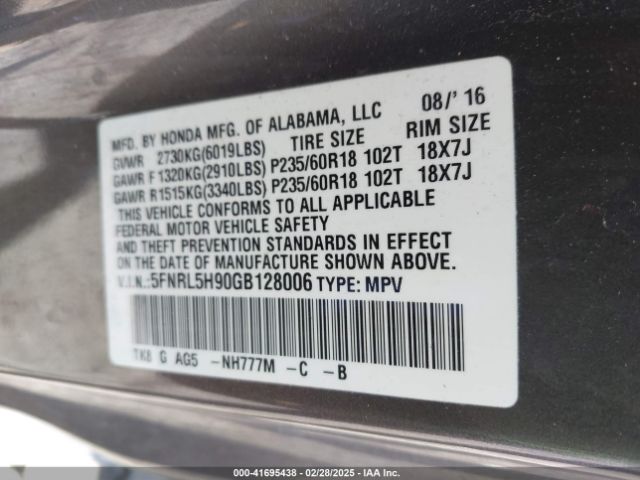 MFD. BY HONDA MFG. OF ALABAMA, LLC 08/' 16
GVWR 2730KG(6019LBS) TIRE SIZE RIM SIZE
GAWR F1320KG(2910LBS) P235/60R18 102T 18X7J
GAWR R1515KG(3340LBS) P235/60R18 102T 18X7J
THIS VEHICLE CONFORMS TO ALL APPLICABLE
FEDERAL MOTOR VEHICLE SAFETY
AND THEFT PREVENTION STANDARDS IN EFFECT
ON THE DATE OF MANUFACTURE SHOWN ABOVE.
V.I.N.:5FNRL5H90GB128006 TYPE: MPV
TK8 G AG5 -NH777M -C -B
000-41695438 - 02/28/2025 - IAA Inc.